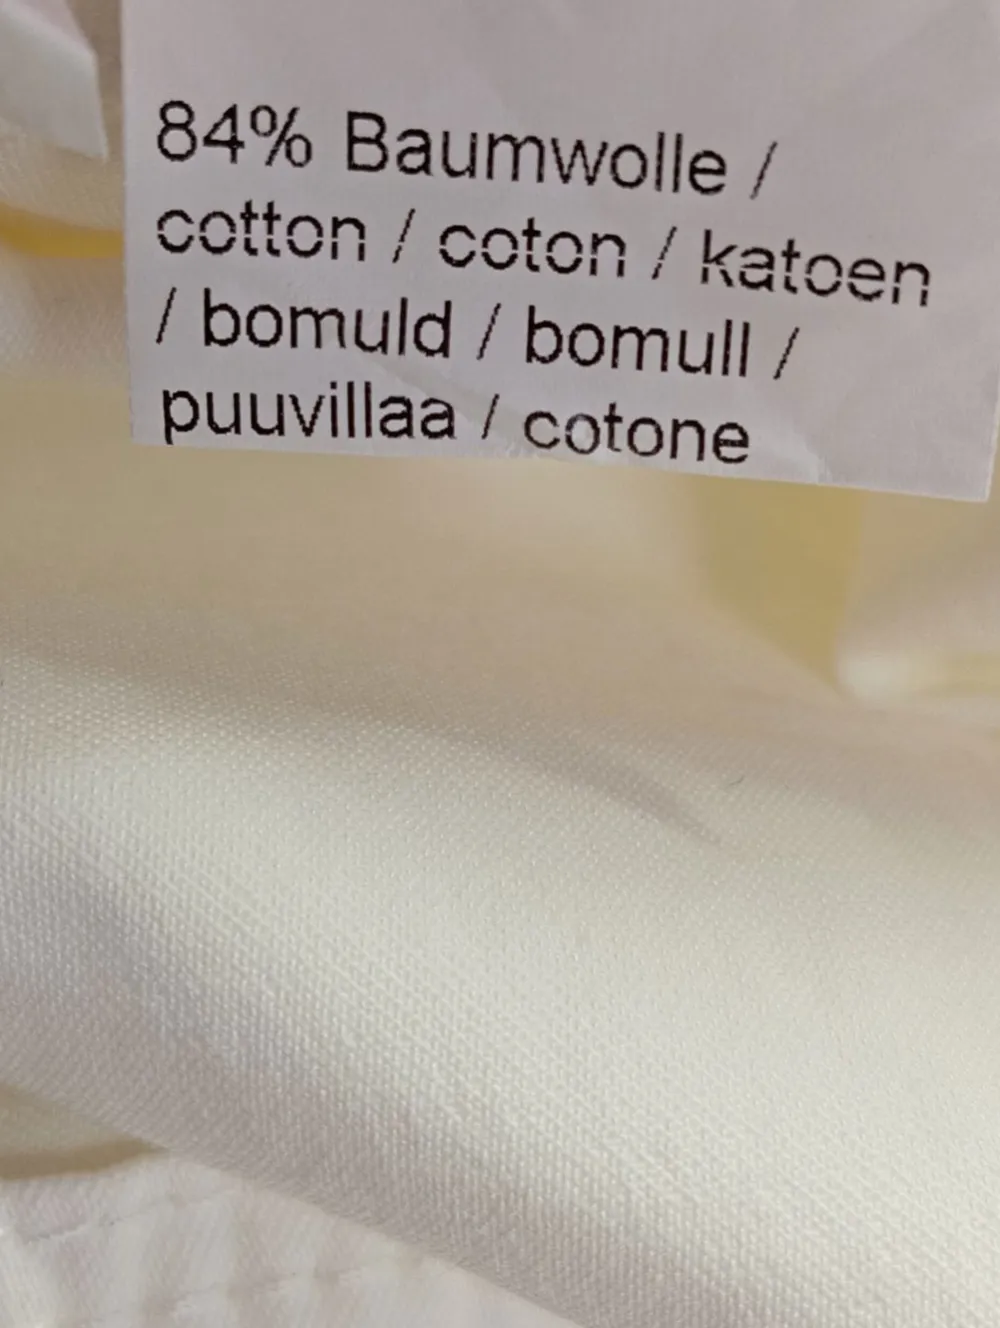 84% Baumwolle /
cotton / coton / katoen
/ bomuld / bomull /
puuvillaa / cotone